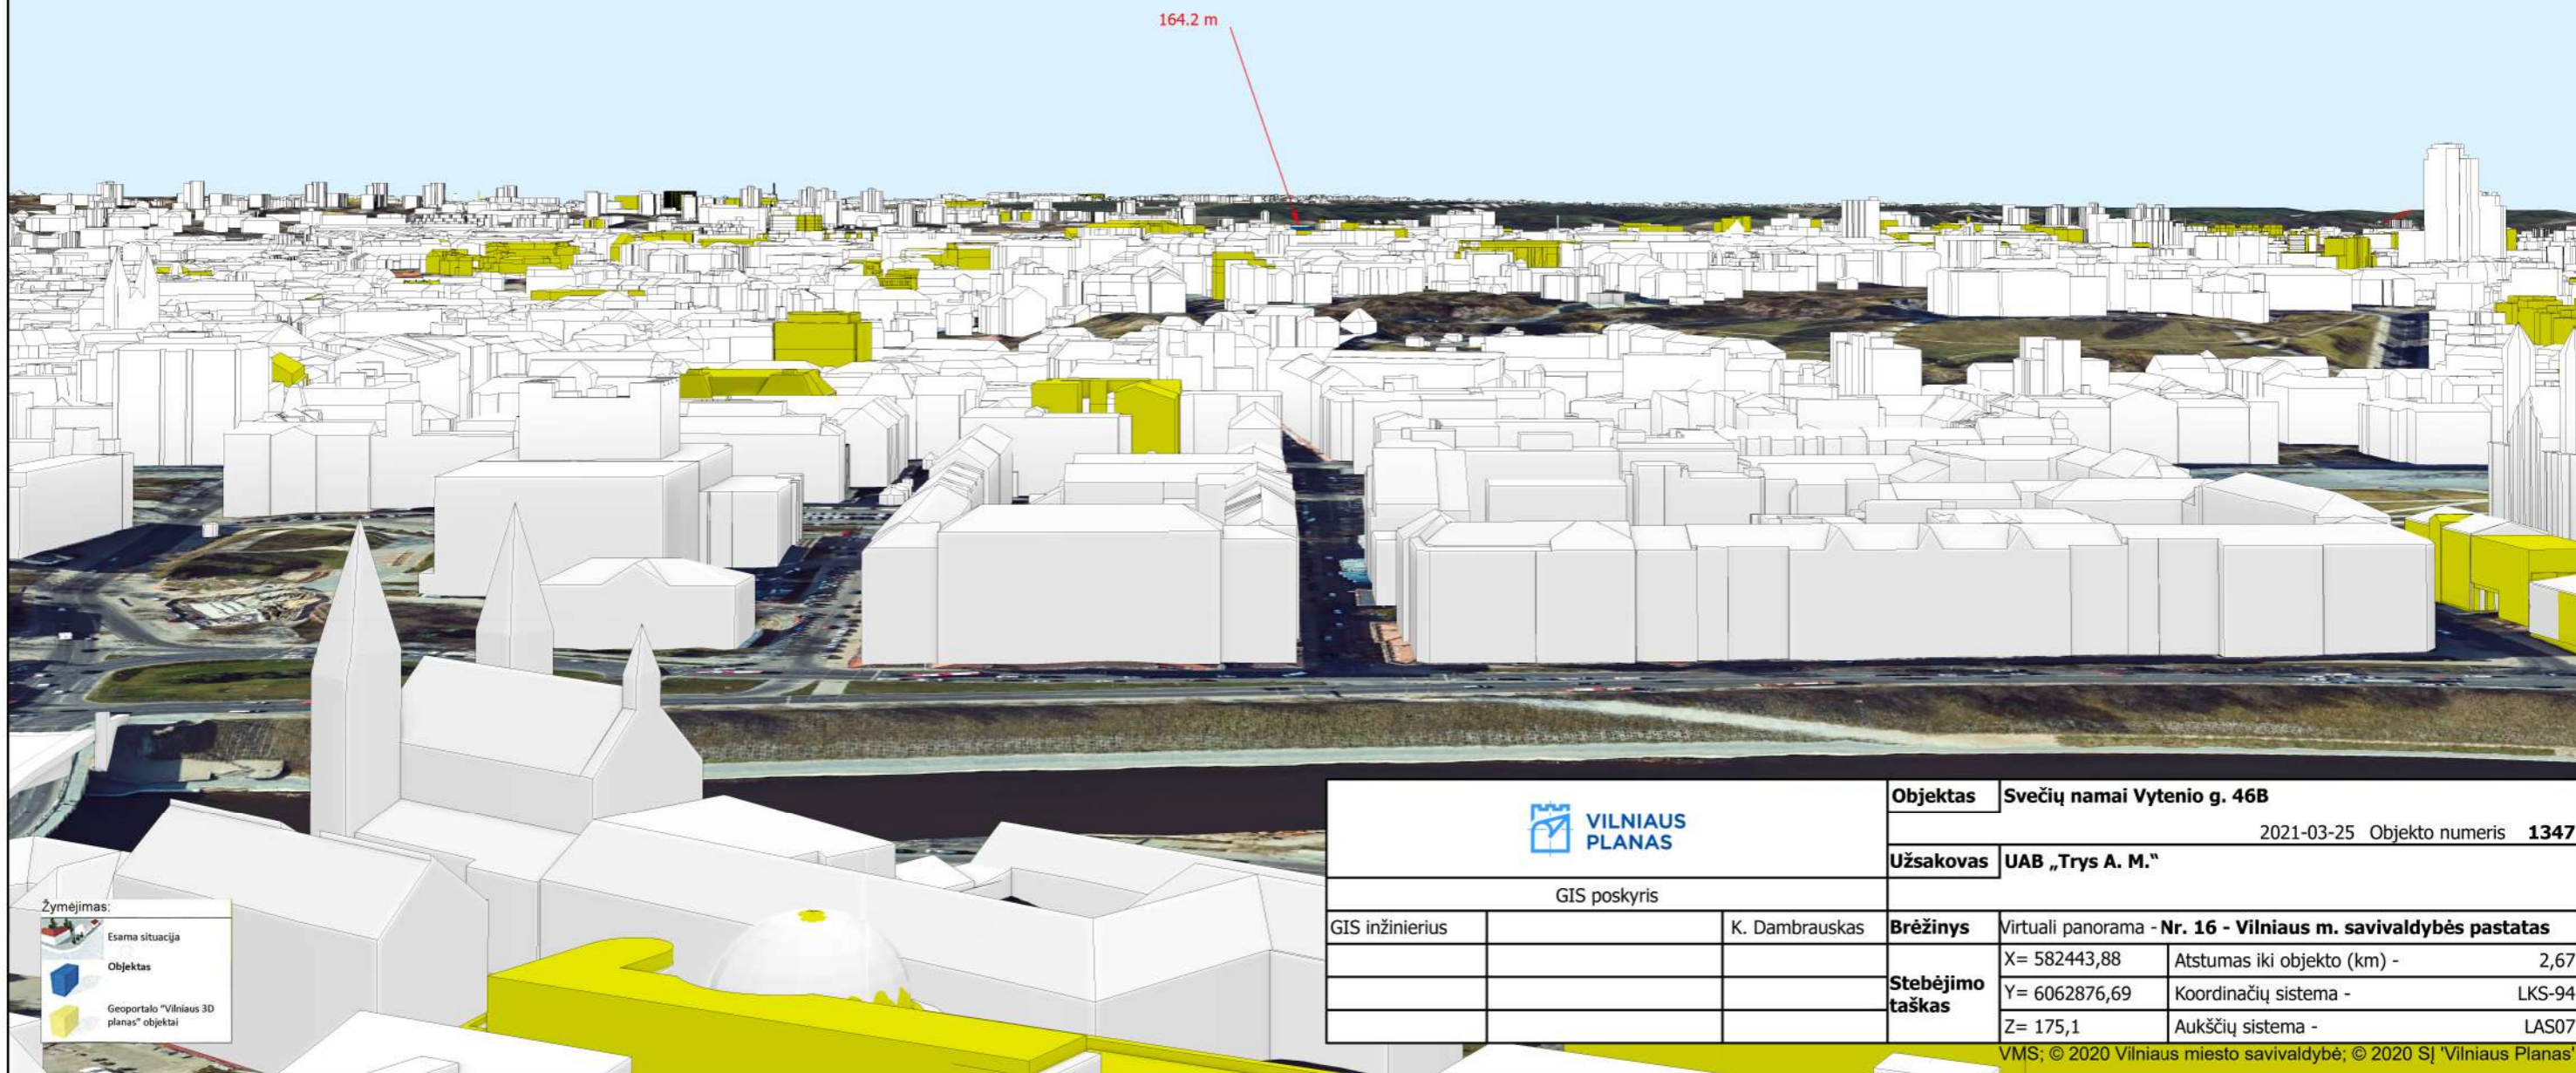 164.2 m
VILNIAUS
PLANAS
GIS poskyris
GIS inžinierius K. Dambrauskas
Objektas Svečių namai Vytenio g. 46B
2021-03-25 Objekto numeris 1347
Užsakovas UAB „Trys A. M.“
Brėžinys Virtuali panorama - Nr. 16 - Vilniaus m. savivaldybės pastatas
Stebėjimo
taškas
X= 582443,88 Atstumas iki objekto (km) - 2,67
Y= 6062876,69 Koordinačių sistema - LKS-94
Z= 175,1 Aukščių sistema - LAS07
Žymėjimas:
Esama situacija
Objektas
Geoportalo "Vilniaus 3D
planas" objektai
VMS; © 2020 Vilniaus miesto savivaldybė; © 2020 SĮ 'Vilniaus Planas'